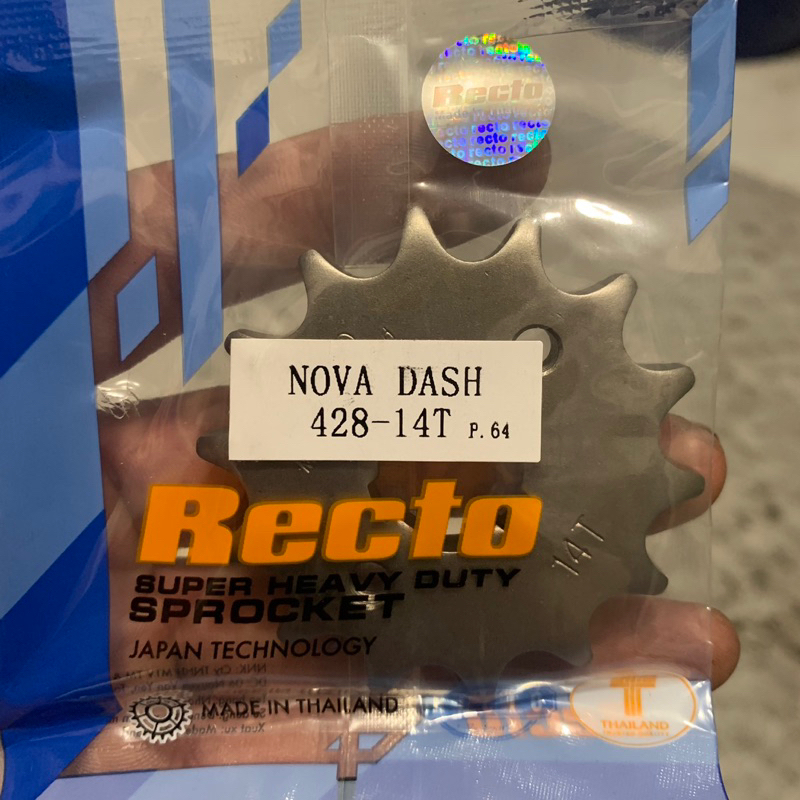 Recto
NOVA DASH
428-14T P.64
Recto
14T
SUPER HEAVY DUTY
SPROCKET
JAPAN TECHNOLOGY
MADE IN THAILAND
THAILAND